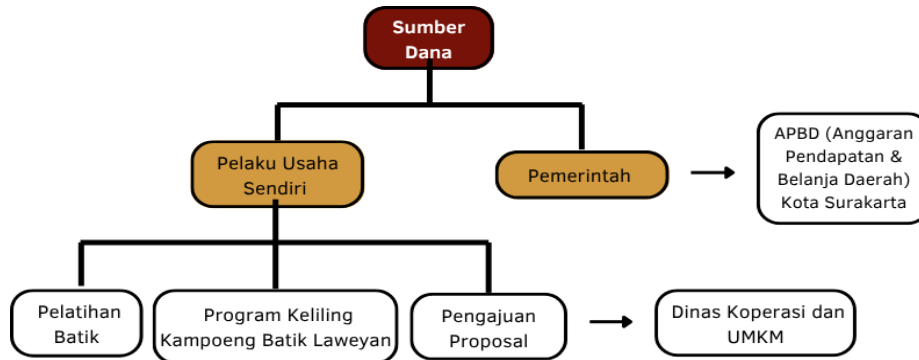 Sumber
Dana
Pelaku Usaha
Sendiri
Pemerintah
APBD (Anggaran
Pendapatan &
Belanja Daerah)
Kota Surakarta
Pelatihan
Batik
Program Keliling
Kampoeng Batik Laweyan
Pengajuan
Proposal
Dinas Koperasi dan
UMKM